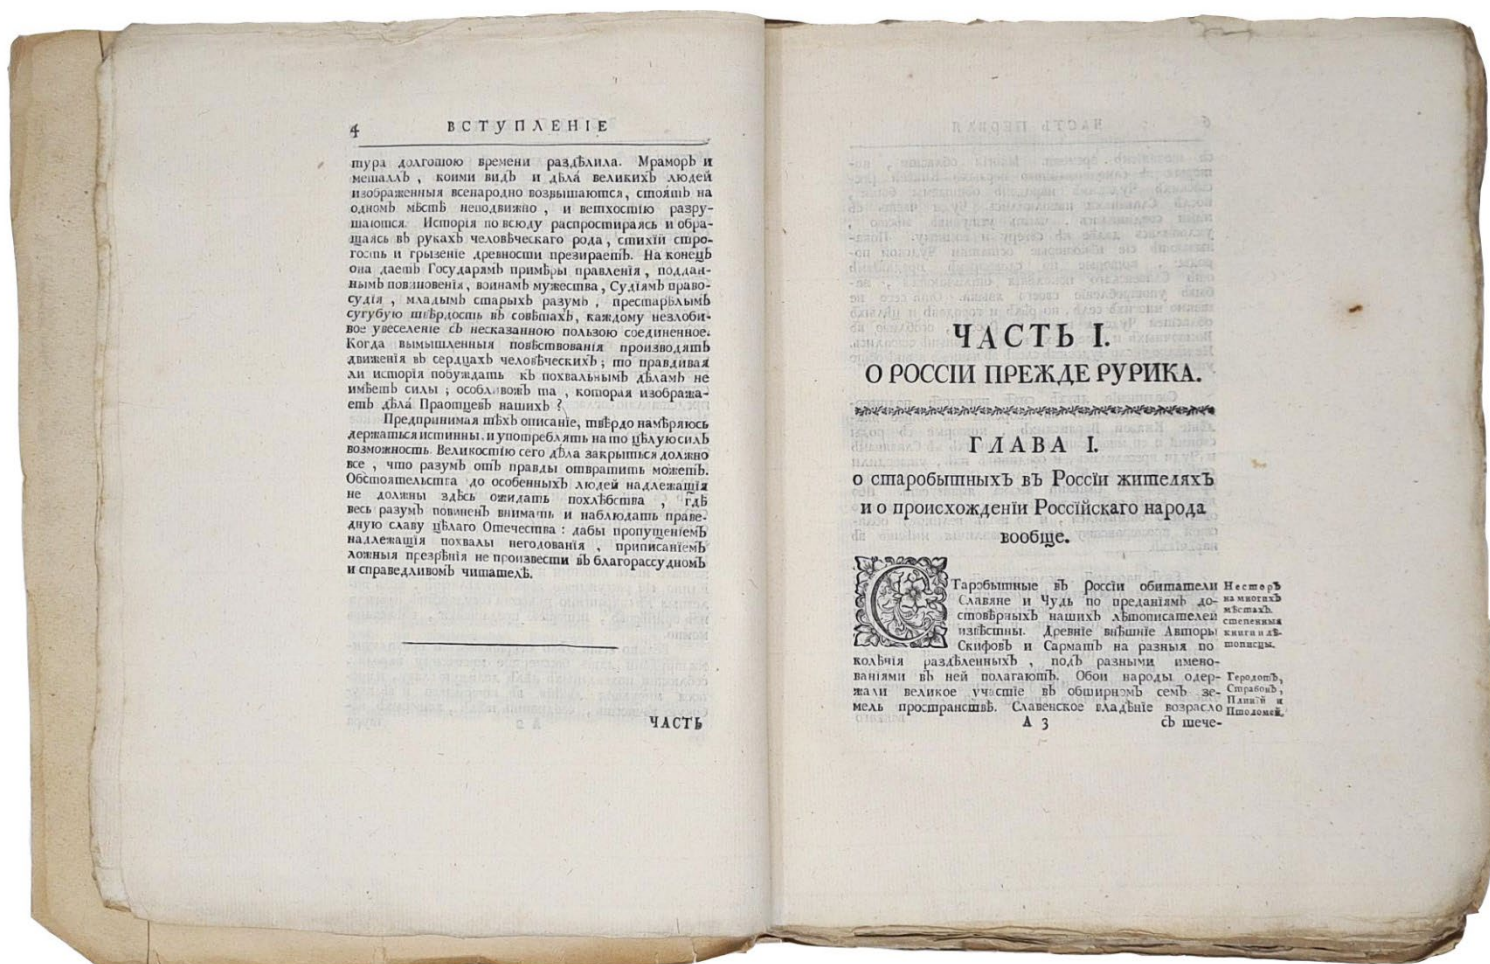 4 ВСТУПЛЕНІЕ
тура долготою времени раздѣлила. Мраморъ и
металлъ , коими видъ и дѣла́ великихъ людей
изображенныя всенародно возвышаются, стоя́тъ на
одномъ мѣстѣ неподвижно , и ветхостію разру-
шаются. Исторія повсюду распростираясь и обра-
щаясь въ рукахъ человѣческаго рода , стихіи стро-
гость и грызеніе древности презираетъ. На конецъ
она даетъ Государямъ примѣры правленія , поддан-
нымъ повиновенія , воинамъ мужества , Судіямъ право-
судія , младымъ старыхъ разумъ , престарѣлымъ
сугубую твѣрдость въ совѣтахъ, каждому незлоби-
вое увеселеніе съ несказанною пользою соединенное.
Когда вымышленныя повѣствованія производятъ
движенія въ сердцахъ человѣческихъ ; то правдивая
ли исторія побуждать къ похвальнымъ дѣламъ не
имѣетъ силы ; особливожъ та , которая изобража-
етъ дѣла́ Праотцевъ нашихъ ?
Предпринимая тѣхъ описаніе, твѣрдо намѣряюсь
держаться истинны, и употреблять на то цѣлую силъ
возможность. Великостію сего дѣла закрыться должно
все , что разумъ отъ правды отвратить можетъ.
Обстоятельства до особенныхъ людей надлежащія
не должны здѣсь ожидать похлѣбства , гдѣ
весь разумъ повиненъ внимать и наблюдать праве-
дную славу цѣлаго Отечества : дабы пропущеніемъ
надлежащія похвалы негодованія , приписаніемъ
ложныя презрѣнія не произвести въ благорассудномъ
и справедливомъ читателѣ.
ЧАСТЬ
ЧАСТЬ I.
О РОССІИ ПРЕЖДЕ РУРИКА.
ГЛАВА I.
о старобытныхъ въ Россіи жителяхъ
и о происхожденіи Россійскаго народа
вообще.
СТаробытные въ Россіи обитатели
Славяне и Чудь по преданіямъ до-
стовѣрныхъ нашихъ лѣтописателей
извѣстны. Древніе внѣшніе Авторы
Скифовъ и Сарматъ на разныя по
колѣнія раздѣленныхъ , подъ разными имено-
ваніями въ ней полагаютъ. Обои народы одер-
жали великое участіе въ обширномъ семъ зе-
мель пространствѣ. Славенское владѣніе возрасло
А 3 съ тече-
Несторъ
на многихъ
мѣстахъ.
степенныя
книги и лѣ-
тописцы.
Геродотъ,
Страбонъ,
Плиній и
Птоломей.